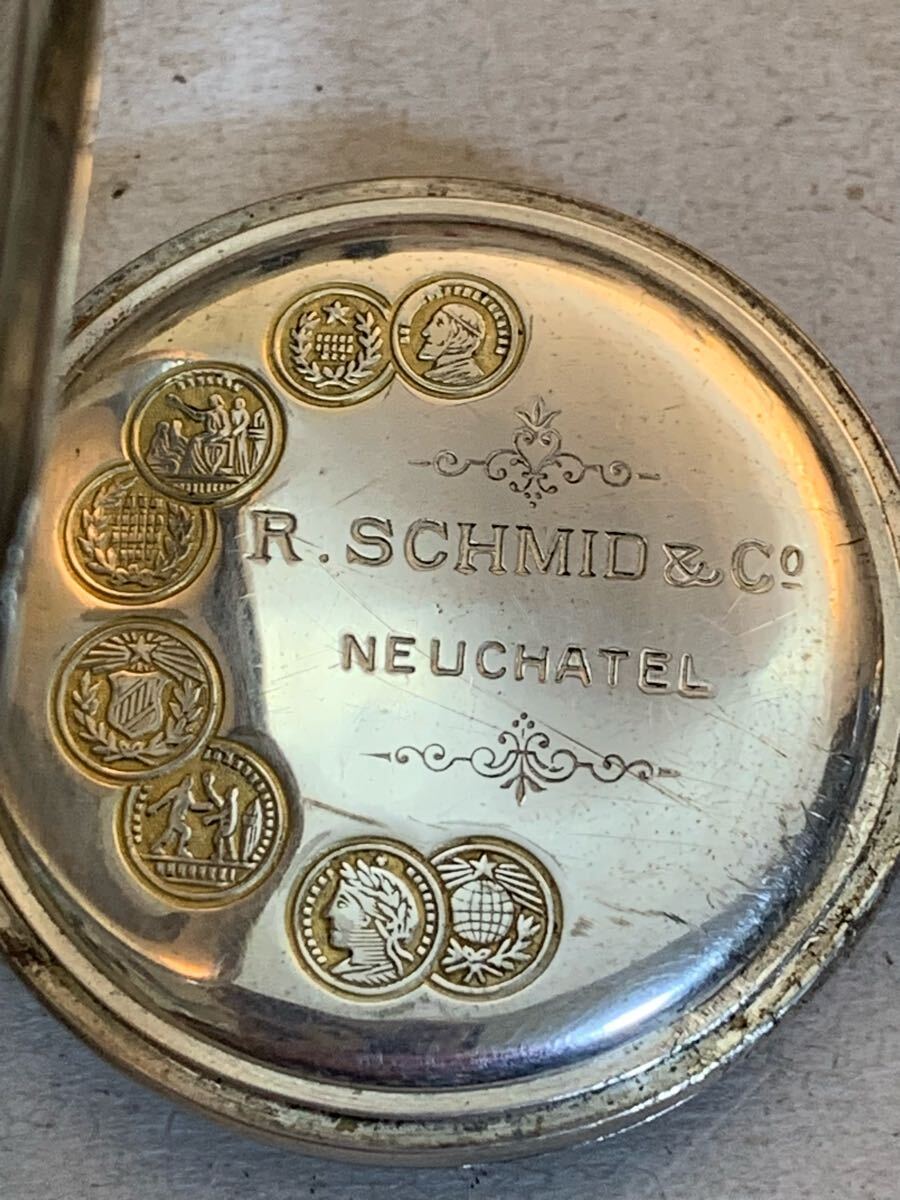 R. SCHMID & Cº
NEUCHATEL